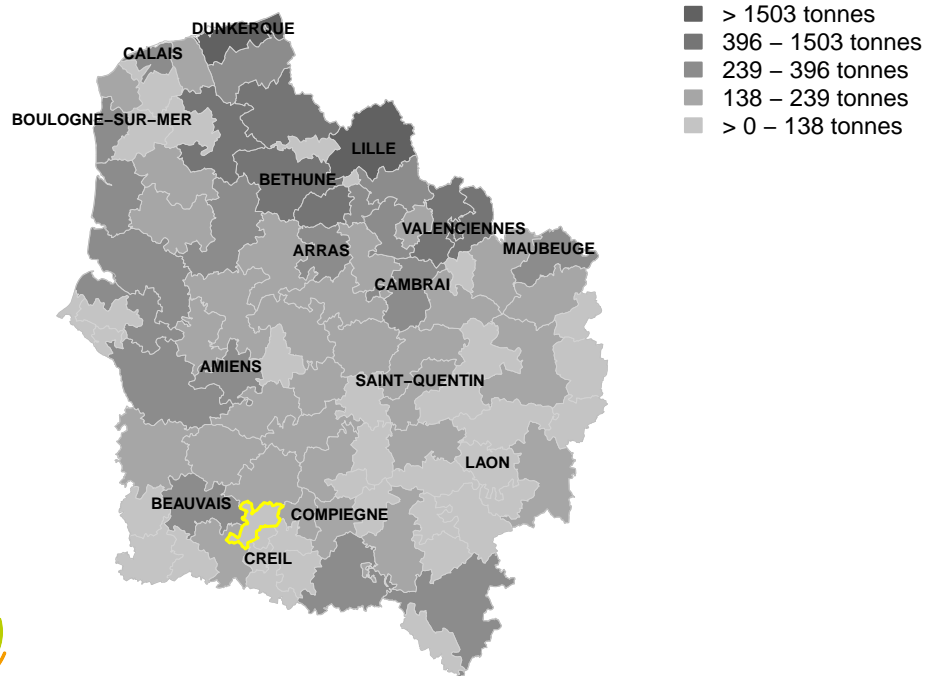 > 1503 tonnes
396 – 1503 tonnes
239 – 396 tonnes
138 – 239 tonnes
> 0 – 138 tonnes
DUNKERQUE
CALAIS
BOULOGNE–SUR–MER
LILLE
BETHUNE
VALENCIENNES
ARRAS
MAUBEUGE
CAMBRAI
AMIENS
SAINT–QUENTIN
LAON
BEAUVAIS
COMPIEGNE
CREIL